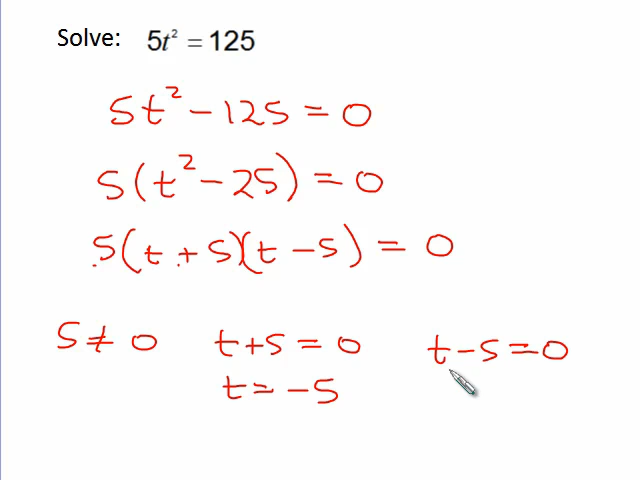 Solve: 5t² = 125
5t² - 125 = 0
5(t² - 25) = 0
5(t + 5)(t - 5) = 0
5 ≠ 0 t + 5 = 0 t - 5 = 0
t = -5